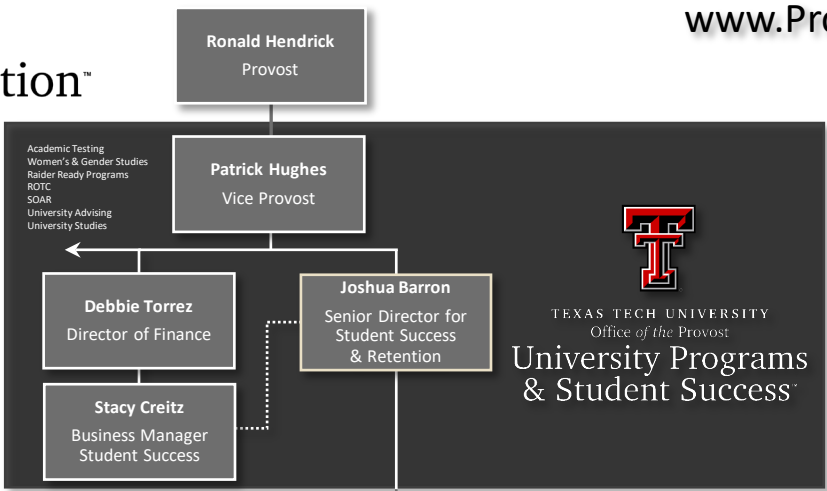 www.Pro
tion™
Ronald Hendrick
Provost
Academic Testing
Women's & Gender Studies
Raider Ready Programs
ROTC
SOAR
University Advising
University Studies
Patrick Hughes
Vice Provost
Debbie Torrez
Director of Finance
Joshua Barron
Senior Director for
Student Success
& Retention
Stacy Creitz
Business Manager
Student Success
TEXAS TECH UNIVERSITY
Office of the Provost
University Programs
& Student Success™